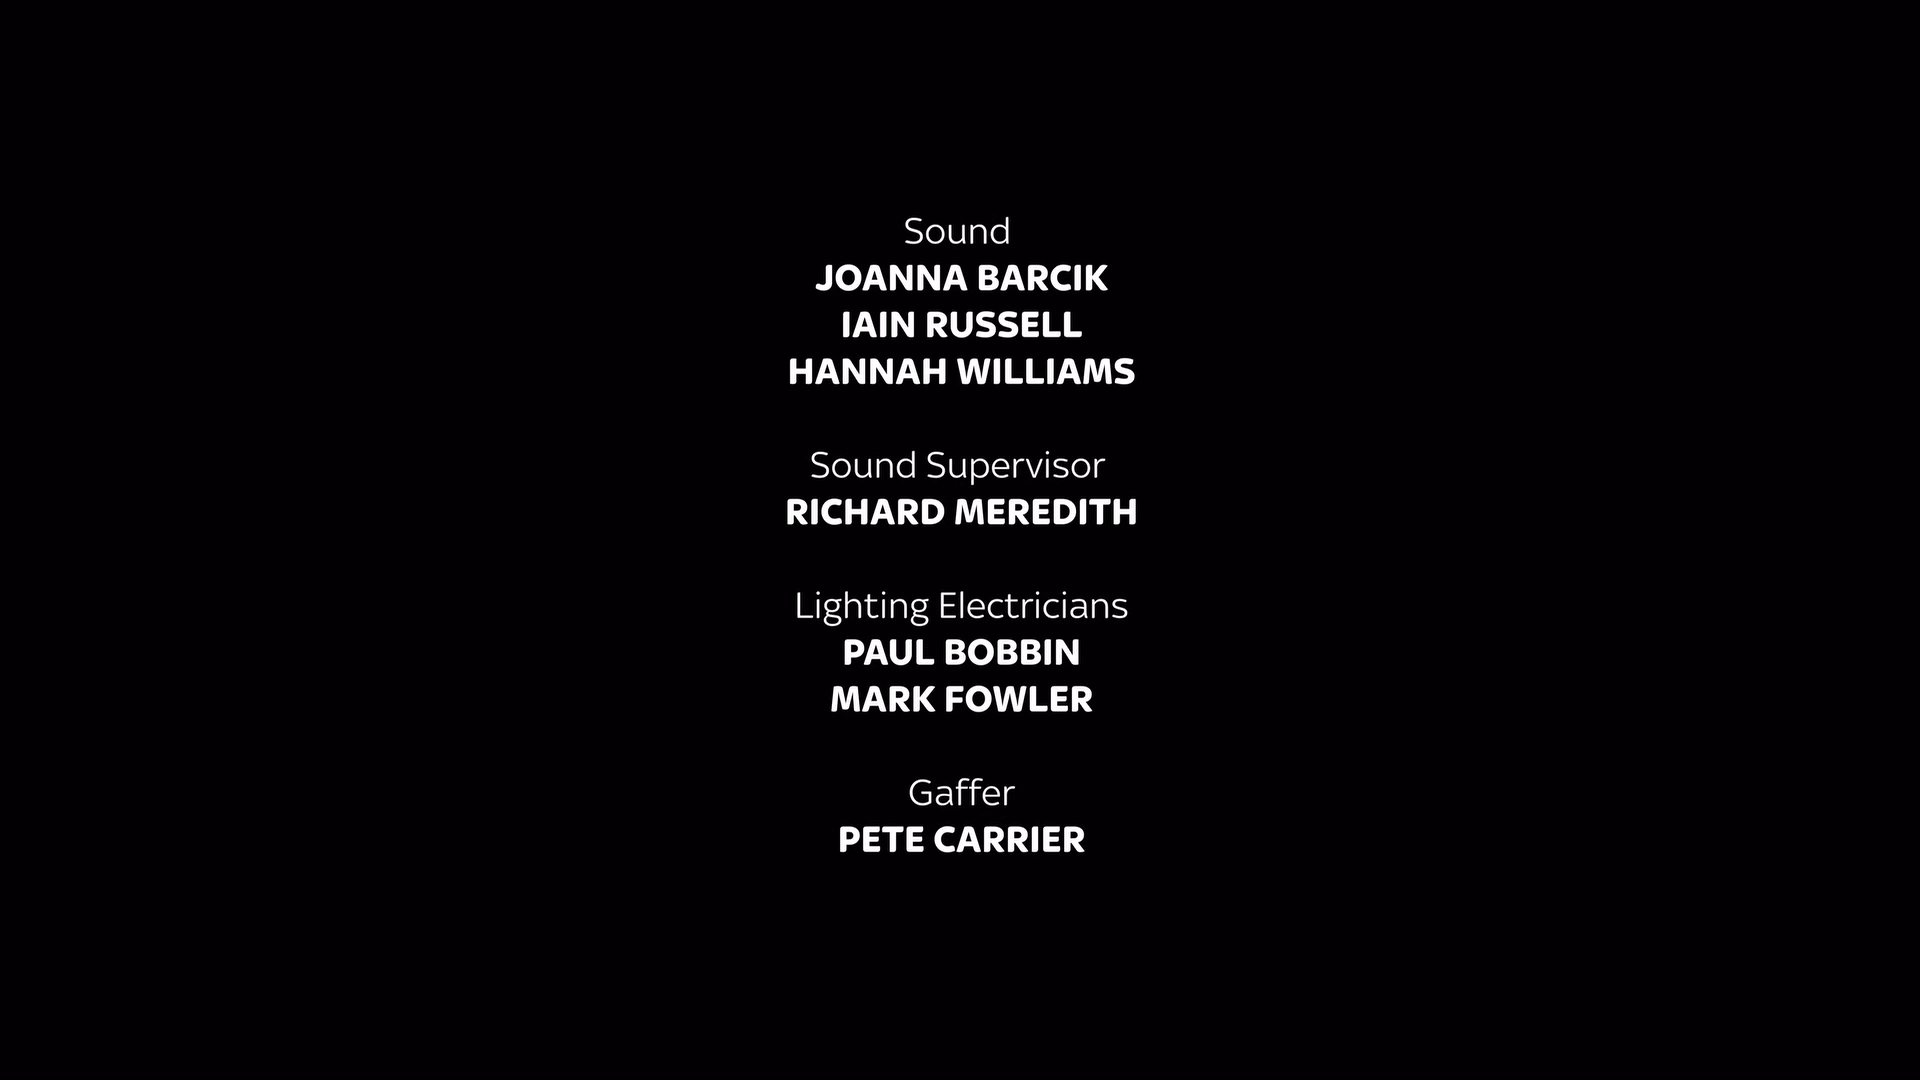 Sound
JOANNA BARCIK
IAIN RUSSELL
HANNAH WILLIAMS
Sound Supervisor
RICHARD MEREDITH
Lighting Electricians
PAUL BOBBIN
MARK FOWLER
Gaffer
PETE CARRIER